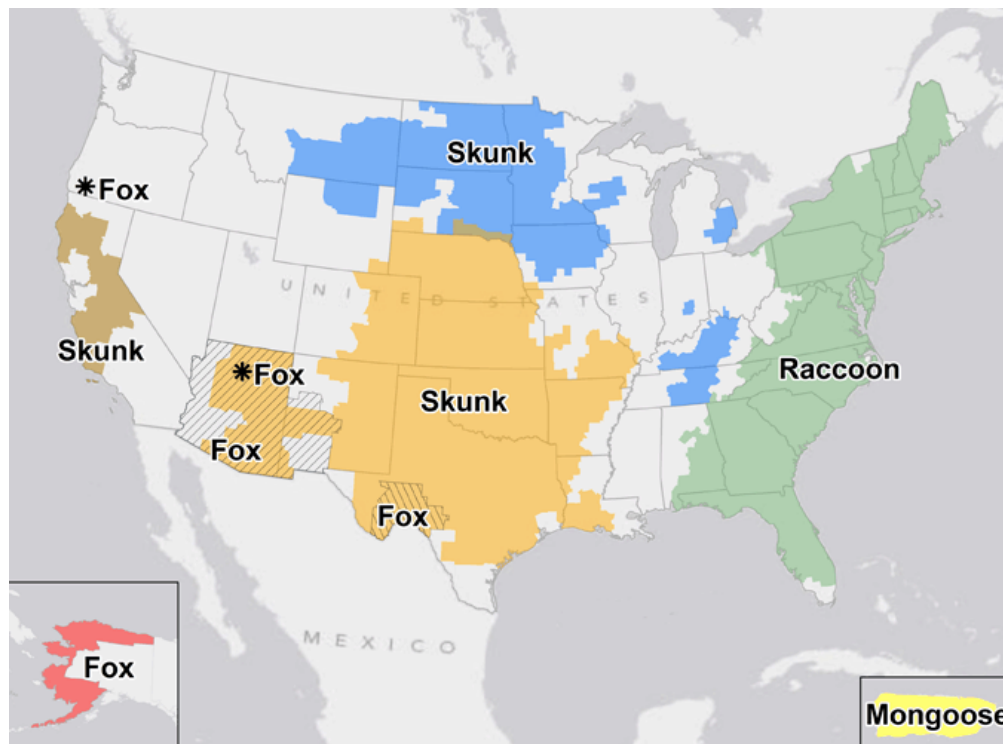 Skunk
Fox
UNITED STATES
Skunk
Raccoon
Fox
Skunk
Fox
Fox
MEXICO
Fox
Mongoose